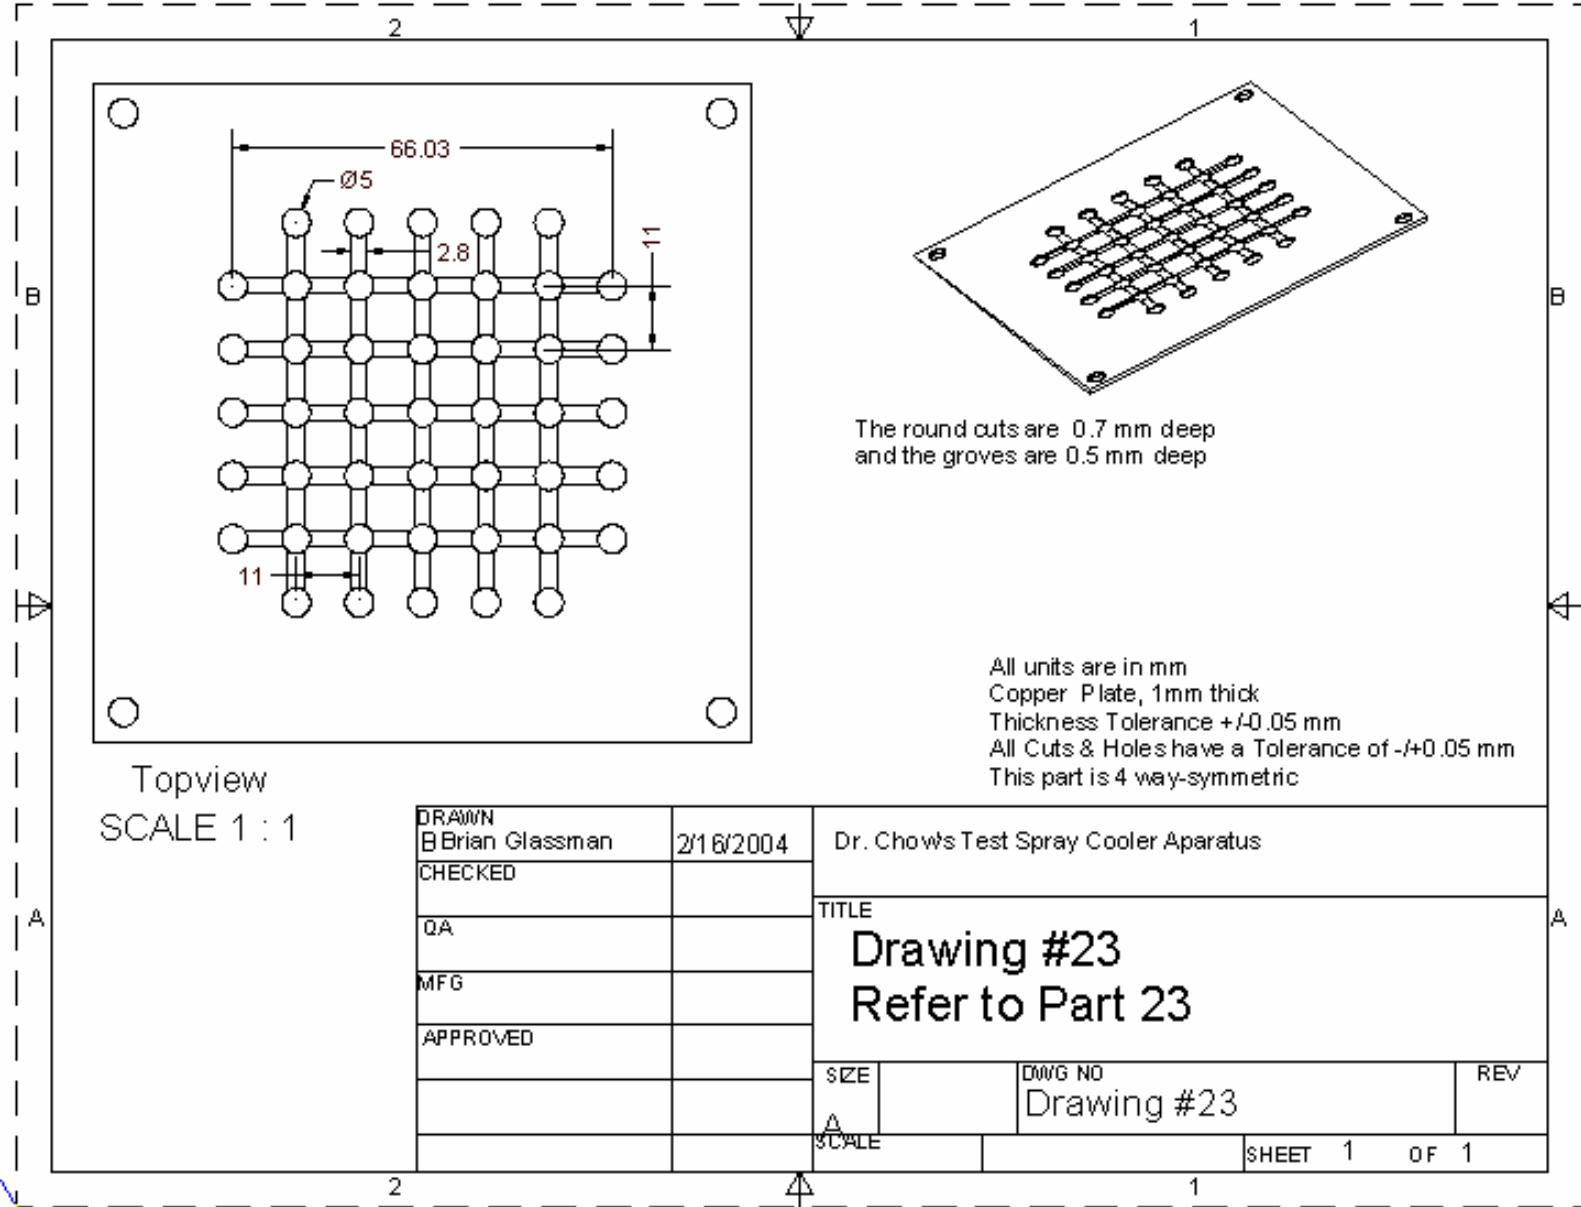 2
1
66.03
Ø5
11
2.8
B
B
The round cuts are 0.7 mm deep
and the groves are 0.5 mm deep
11
All units are in mm
Copper Plate, 1mm thick
Thickness Tolerance +/-0.05 mm
All Cuts & Holes have a Tolerance of -/+0.05 mm
This part is 4 way-symmetric
Topview
SCALE 1 : 1
DRAWN
B Brian Glassman
2/16/2004
Dr. Chow's Test Spray Cooler Apparatus
CHECKED
TITLE
A
A
QA
Drawing #23
MFG
Refer to Part 23
APPROVED
SIZE
A
DWG NO
Drawing #23
REV
SCALE
SHEET 1 OF 1
2
1